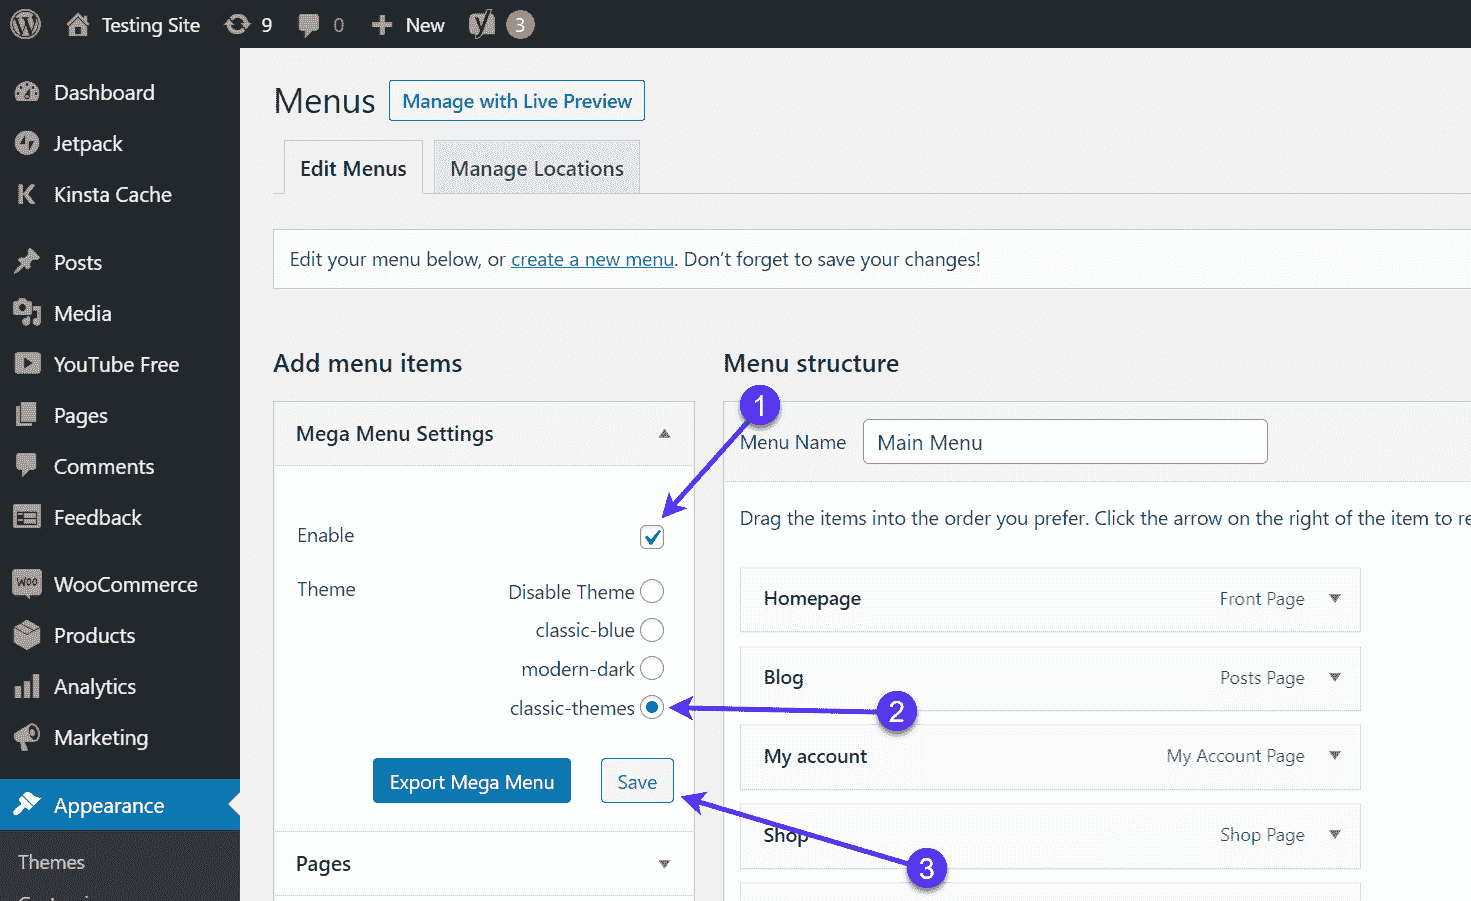 Testing Site 9 0 New 3
Dashboard
Jetpack
Kinsta Cache
Posts
Media
YouTube Free
Pages
Comments
Feedback
WooCommerce
Products
Analytics
Marketing
Appearance
Themes
Menus Manage with Live Preview
Edit Menus Manage Locations
Edit your menu below, or create a new menu. Don't forget to save your changes!
Add menu items
Mega Menu Settings
Enable
Theme Disable Theme
classic-blue
modern-dark
classic-themes
Export Mega Menu Save
Pages
Menu structure
1
Menu Name Main Menu
Drag the items into the order you prefer. Click the arrow on the right of the item to re
Homepage Front Page
Blog Posts Page
2
My account My Account Page
Shop Shop Page
3